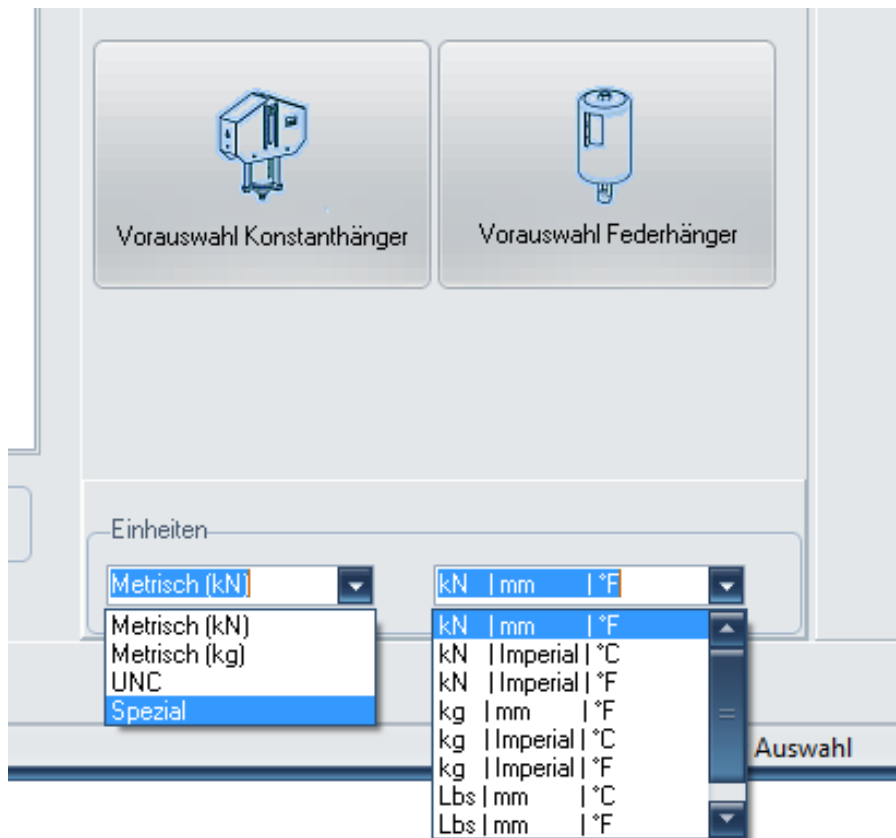 Vorauswahl Konstanthänger
Vorauswahl Federhänger
Einheiten
Metrisch (kN)
kN | mm | °F
Metrisch (kN)
Metrisch (kg)
UNC
Spezial
kN | mm | °F
kN | Imperial | °C
kN | Imperial | °F
kg | mm | °F
kg | Imperial | °C
kg | Imperial | °F
Lbs | mm | °C
Lbs | mm | °F
Auswahl